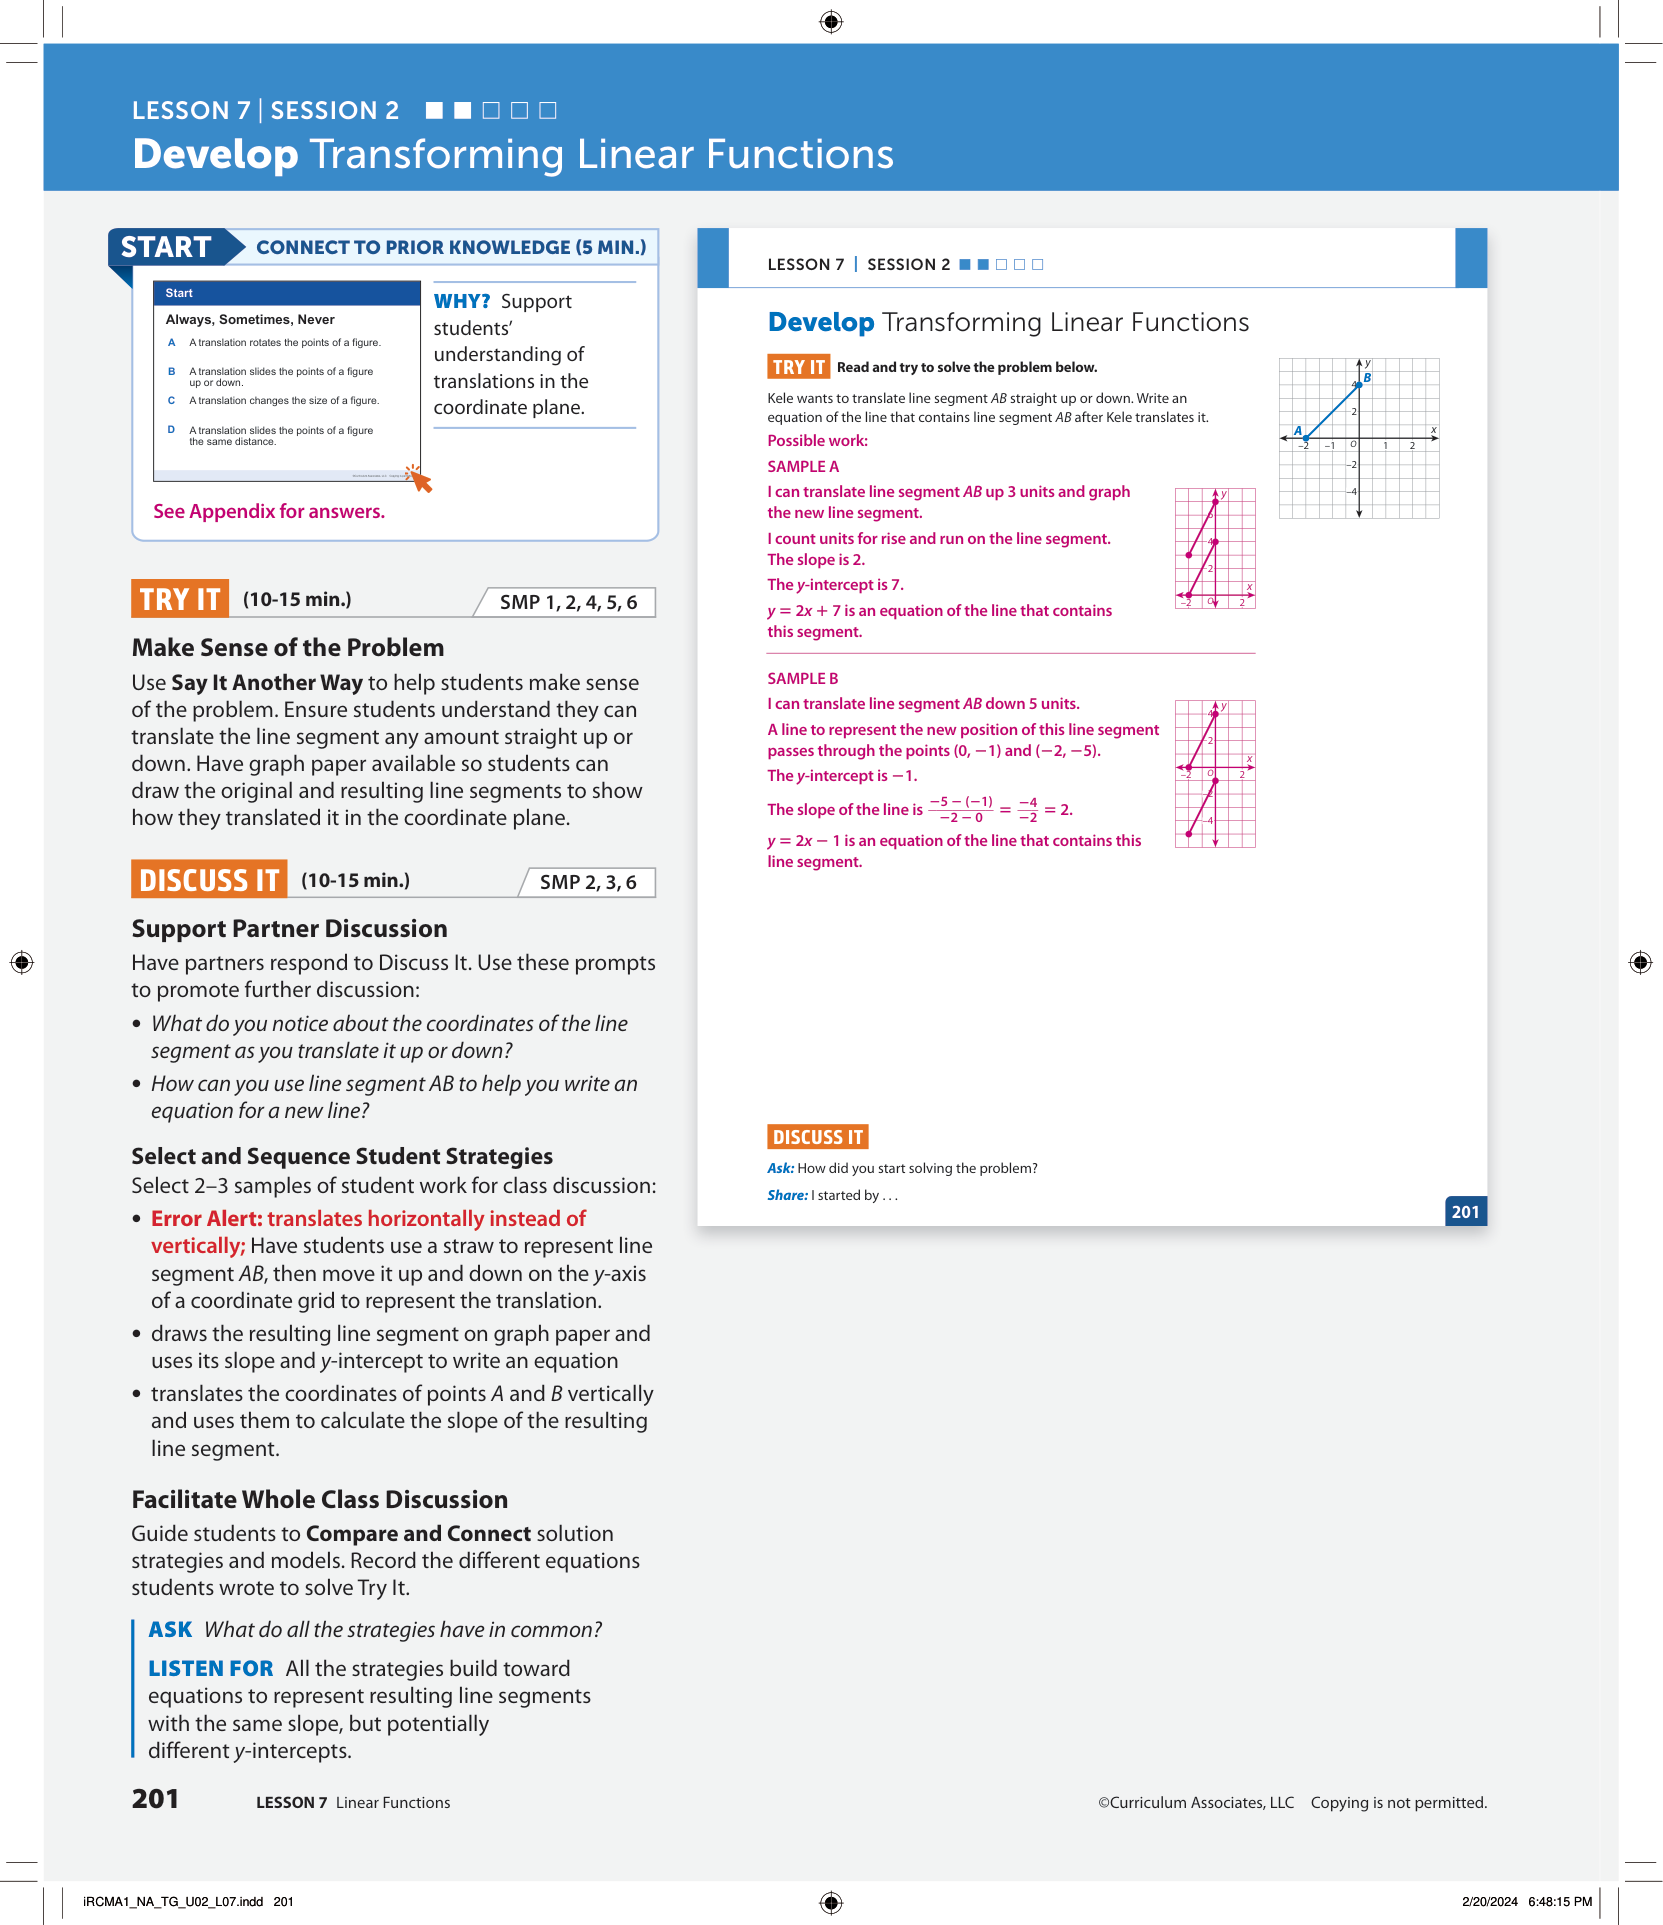 LESSON 7 | SESSION 2
Develop Transforming Linear Functions
START CONNECT TO PRIOR KNOWLEDGE (5 MIN.)
Start
Always, Sometimes, Never
A A translation rotates the points of a figure.
B A translation slides the points of a figure
up or down.
C A translation changes the size of a figure.
D A translation slides the points of a figure
the same distance.
WHY? Support
students’
understanding of
translations in the
coordinate plane.
See Appendix for answers.
TRY IT (10-15 min.) SMP 1, 2, 4, 5, 6
Make Sense of the Problem
Use Say It Another Way to help students make sense
of the problem. Ensure students understand they can
translate the line segment any amount straight up or
down. Have graph paper available so students can
draw the original and resulting line segments to show
how they translated it in the coordinate plane.
DISCUSS IT (10-15 min.) SMP 2, 3, 6
Support Partner Discussion
Have partners respond to Discuss It. Use these prompts
to promote further discussion:
• What do you notice about the coordinates of the line
segment as you translate it up or down?
• How can you use line segment AB to help you write an
equation for a new line?
Select and Sequence Student Strategies
Select 2–3 samples of student work for class discussion:
• Error Alert: translates horizontally instead of
vertically; Have students use a straw to represent line
segment AB, then move it up and down on the y-axis
of a coordinate grid to represent the translation.
• draws the resulting line segment on graph paper and
uses its slope and y-intercept to write an equation
• translates the coordinates of points A and B vertically
and uses them to calculate the slope of the resulting
line segment.
Facilitate Whole Class Discussion
Guide students to Compare and Connect solution
strategies and models. Record the different equations
students wrote to solve Try It.
ASK What do all the strategies have in common?
LISTEN FOR All the strategies build toward
equations to represent resulting line segments
with the same slope, but potentially
different y-intercepts.
LESSON 7 | SESSION 2
Develop Transforming Linear Functions
TRY IT Read and try to solve the problem below.
Kele wants to translate line segment AB straight up or down. Write an
equation of the line that contains line segment AB after Kele translates it.
y
B
4
2
A
x
–2 –1 O 1 2
–2
–4
Possible work:
SAMPLE A
I can translate line segment AB up 3 units and graph
the new line segment.
I count units for rise and run on the line segment.
The slope is 2.
The y-intercept is 7.
y = 2x + 7 is an equation of the line that contains
this segment.
y
6
4
2
x
–2 O 2
SAMPLE B
I can translate line segment AB down 5 units.
A line to represent the new position of this line segment
passes through the points (0, −1) and (−2, −5).
The y-intercept is −1.
The slope of the line is −5 − (−1)/−2 − 0 = −4/−2 = 2.
y = 2x − 1 is an equation of the line that contains this
line segment.
y
4
2
x
–2 O 2
–2
–4
DISCUSS IT
Ask: How did you start solving the problem?
Share: I started by . . .
201
201 LESSON 7 Linear Functions ©Curriculum Associates, LLC Copying is not permitted.
iRCMA1_NA_TG_U02_L07.indd 201 2/20/2024 6:48:15 PM